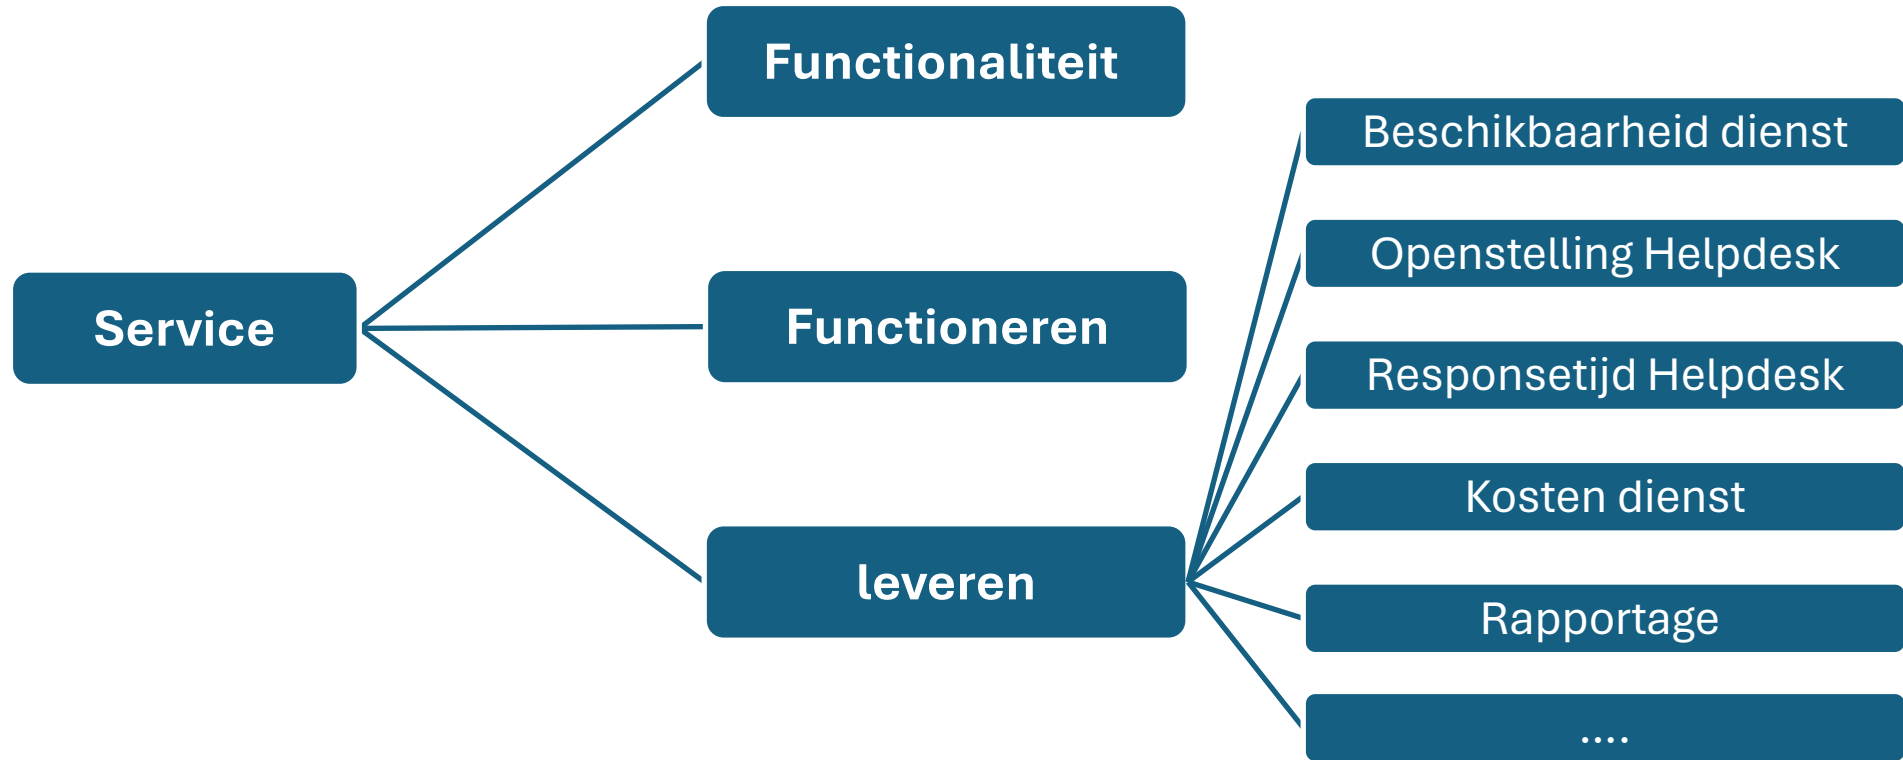 Functionaliteit
Beschikbaarheid dienst
Openstelling Helpdesk
Service
Functioneren
Responsetijd Helpdesk
Kosten dienst
leveren
Rapportage
....